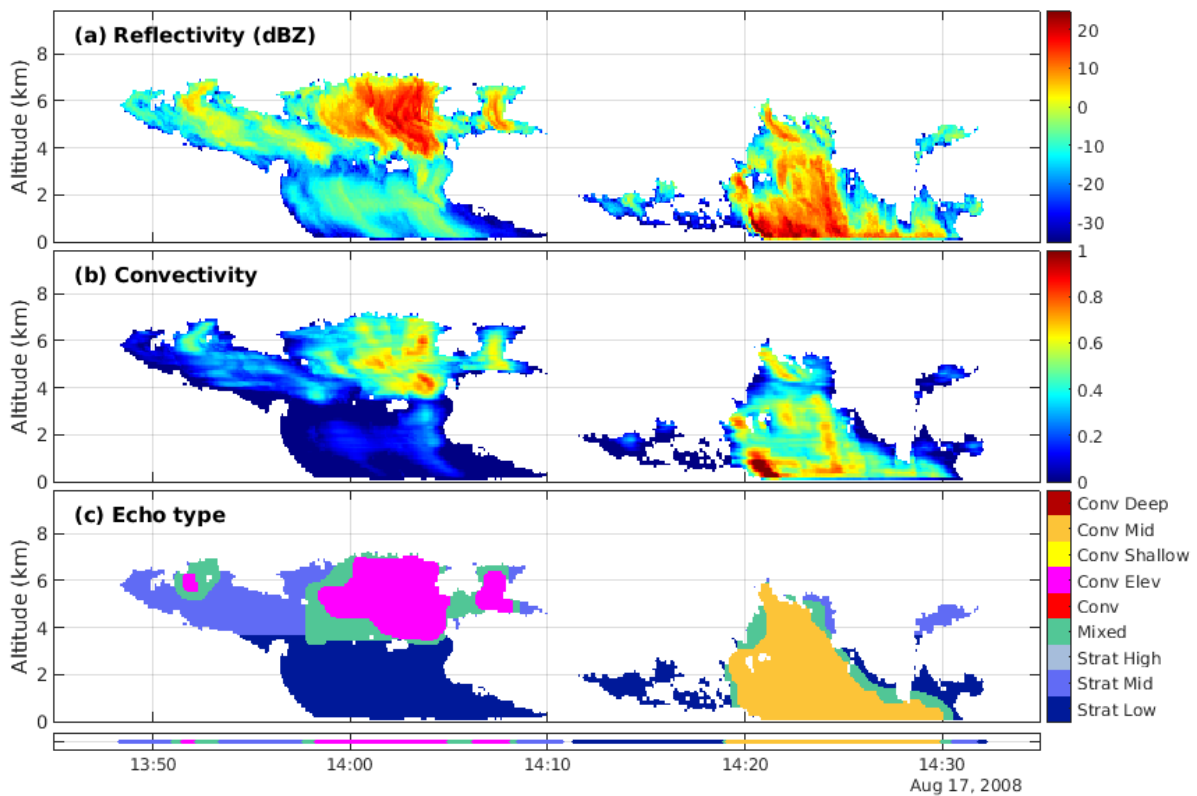 (a) Reflectivity (dBZ)
Altitude (km)
8
6
4
2
0
20
10
0
-10
-20
-30
(b) Convectivity
Altitude (km)
8
6
4
2
0
1
0.8
0.6
0.4
0.2
0
(c) Echo type
Altitude (km)
8
6
4
2
0
Conv Deep
Conv Mid
Conv Shallow
Conv Elev
Conv
Mixed
Strat High
Strat Mid
Strat Low
13:50 14:00 14:10 14:20 14:30
Aug 17, 2008